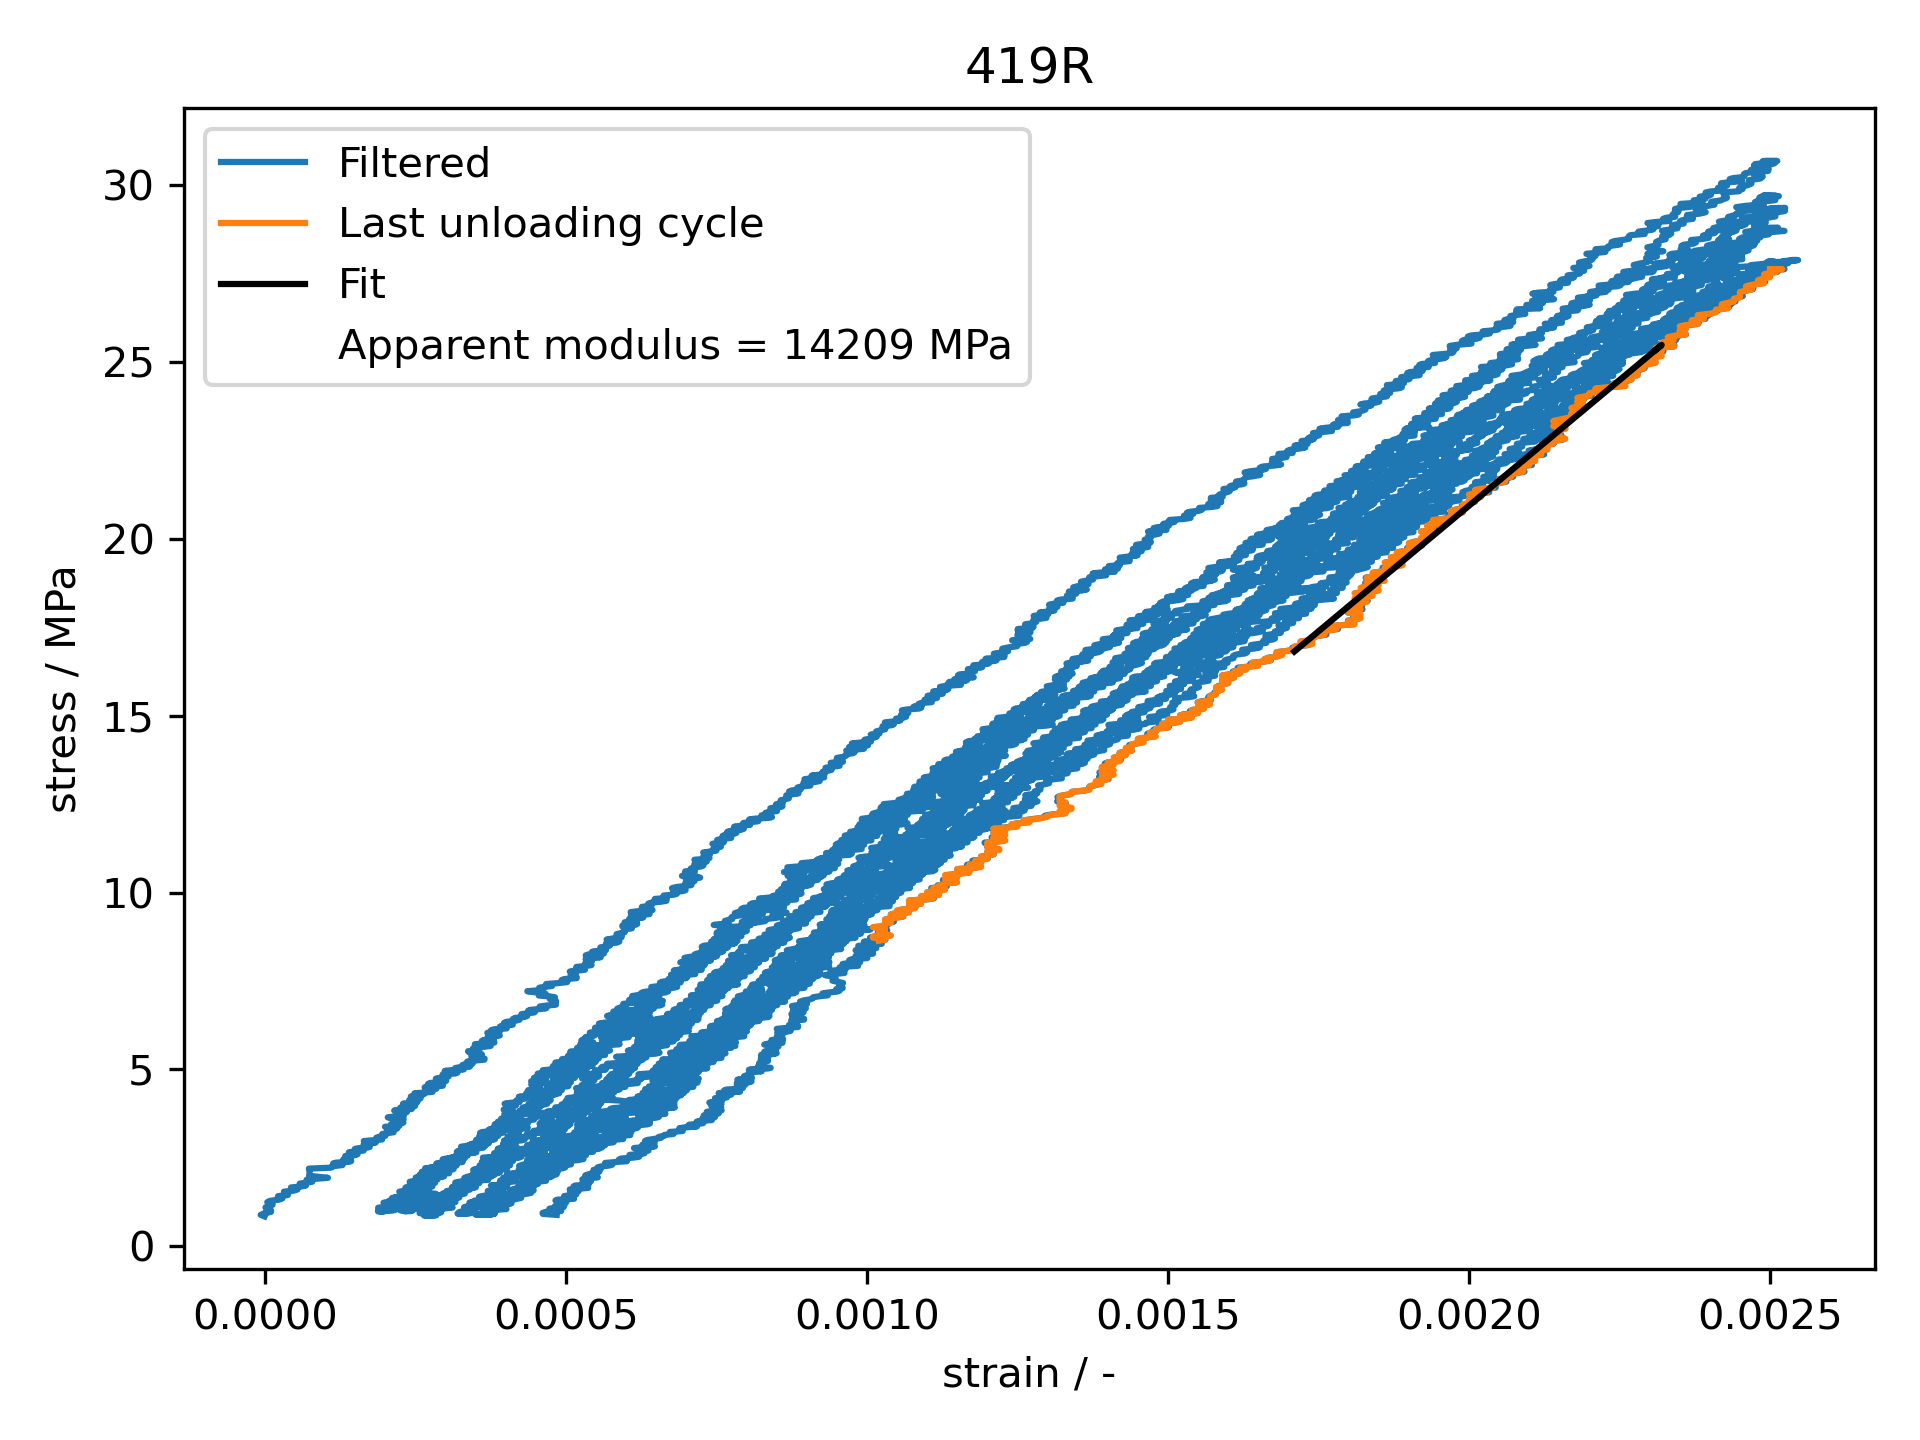 419R
Filtered
Last unloading cycle
Fit
Apparent modulus = 14209 MPa
30
25
20
15
10
5
0
stress / MPa
0.0000 0.0005 0.0010 0.0015 0.0020 0.0025
strain / -